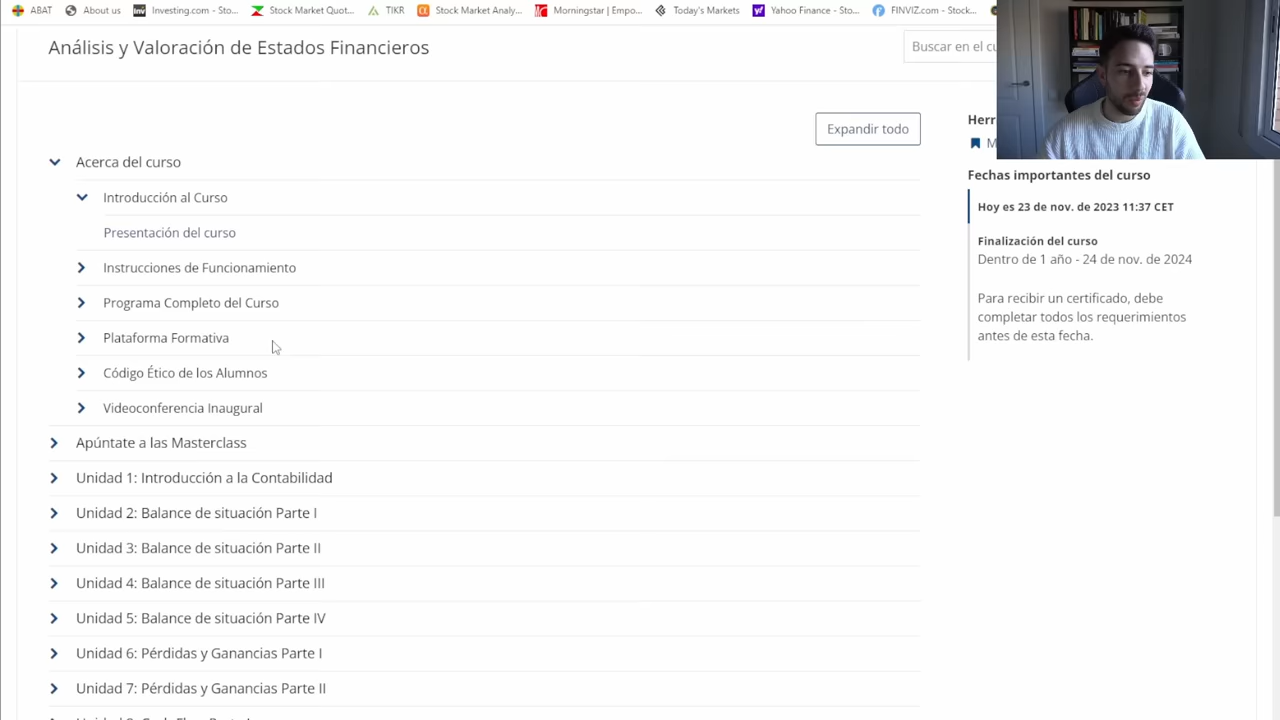 ABAT About us Investing.com - Sto... Stock Market Quot... TIKR Stock Market Analy... Morningstar | Empo... Today's Markets Yahoo Finance - Sto... FINVIZ.com - Stock...
Análisis y Valoración de Estados Financieros
Buscar en el cu
Expandir todo
Acerca del curso
Introducción al Curso
Presentación del curso
Instrucciones de Funcionamiento
Programa Completo del Curso
Plataforma Formativa
Código Ético de los Alumnos
Videoconferencia Inaugural
Apúntate a las Masterclass
Unidad 1: Introducción a la Contabilidad
Unidad 2: Balance de situación Parte I
Unidad 3: Balance de situación Parte II
Unidad 4: Balance de situación Parte III
Unidad 5: Balance de situación Parte IV
Unidad 6: Pérdidas y Ganancias Parte I
Unidad 7: Pérdidas y Ganancias Parte II
Herr
M
Fechas importantes del curso
Hoy es 23 de nov. de 2023 11:37 CET
Finalización del curso
Dentro de 1 año - 24 de nov. de 2024
Para recibir un certificado, debe
completar todos los requerimientos
antes de esta fecha.